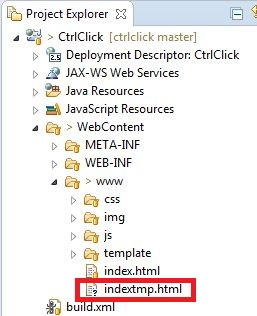 Project Explorer
> CtrlClick [ctrlclick master]
Deployment Descriptor: CtrlClick
JAX-WS Web Services
Java Resources
JavaScript Resources
> WebContent
META-INF
WEB-INF
> www
css
img
js
template
index.html
indextmp.html
build.xml